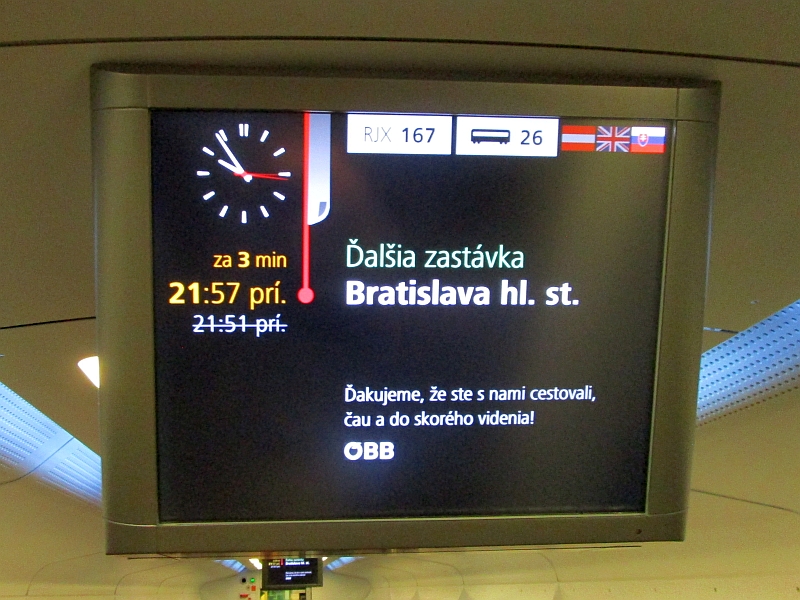 RJX 167
26
za 3 min
21:57 prí.
21:51 prí.
Ďalšia zastávka
Bratislava hl. st.
Ďakujeme, že ste s nami cestovali,
čau a do skorého videnia!
ÖBB